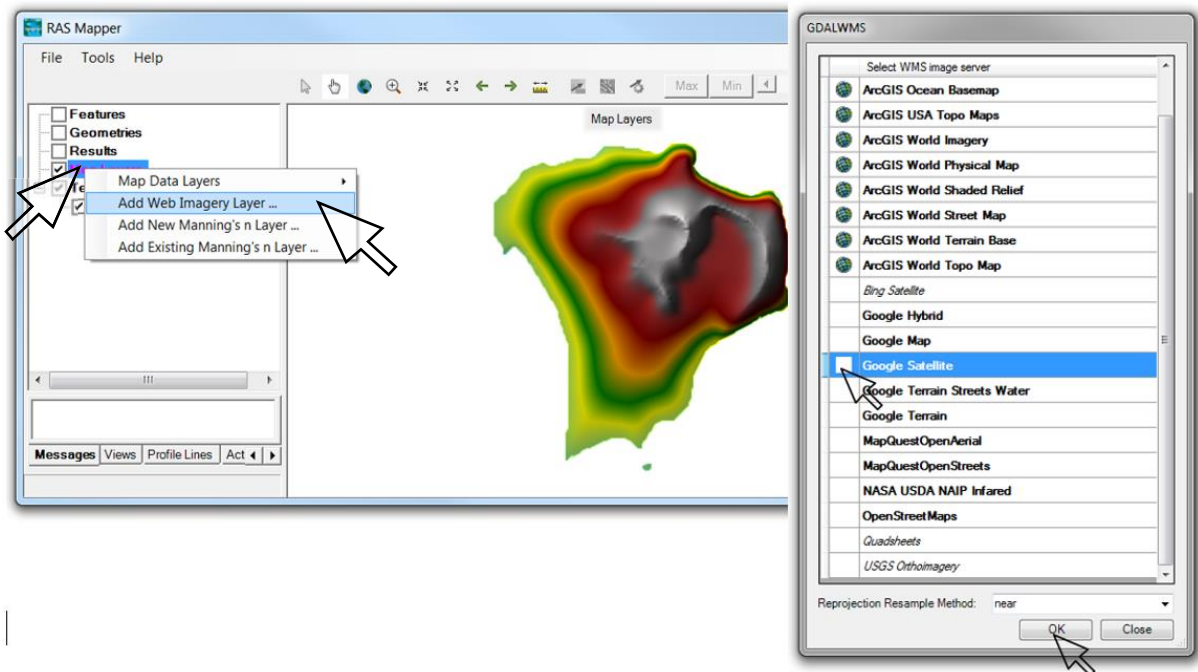 RAS Mapper
File Tools Help
Max Min
Features
Geometries
Results
Te
Map Data Layers
Add Web Imagery Layer ...
Add New Manning's n Layer ...
Add Existing Manning's n Layer ...
Map Layers
Messages Views Profile Lines Act
GDALWMS
Select WMS image server
ArcGIS Ocean Basemap
ArcGIS USA Topo Maps
ArcGIS World Imagery
ArcGIS World Physical Map
ArcGIS World Shaded Relief
ArcGIS World Street Map
ArcGIS World Terrain Base
ArcGIS World Topo Map
Bing Satellite
Google Hybrid
Google Map
Google Satellite
Google Terrain Streets Water
Google Terrain
MapQuestOpenAerial
MapQuestOpenStreets
NASA USDA NAIP Infared
OpenStreetMaps
Quadsheets
USGS Orthoimagery
Reprojection Resample Method: near
OK Close